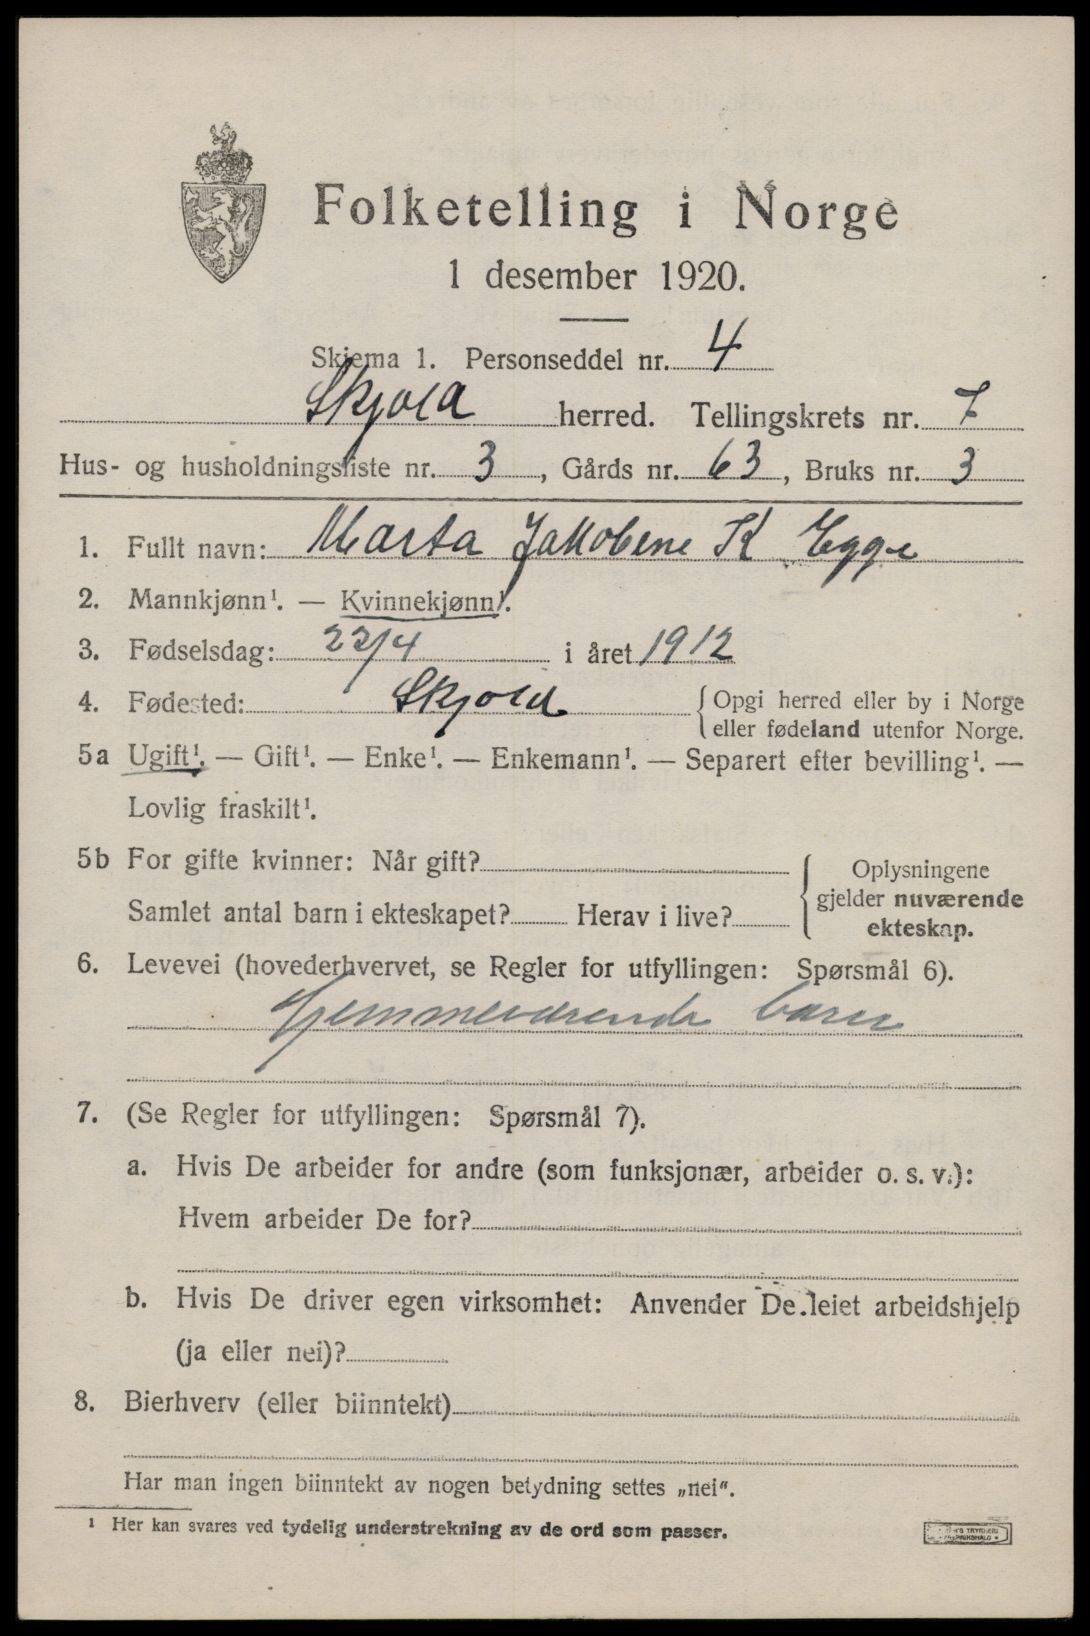 Folketelling i Norge
1 desember 1920.
Skjema 1. Personseddel nr. 4
Skjold herred. Tellingskrets nr. 7
Hus- og husholdningsliste nr. 3, Gårds nr. 63, Bruks nr. 3
1. Fullt navn: Marta Jakobene K Egge
2. Mannkjønn¹. — Kvinnekjønn¹.
3. Fødselsdag: 22/4 i året 1912
4. Fødested: Skjold { Opgi herred eller by i Norge
eller fødeland utenfor Norge.
5a Ugift¹. — Gift¹. — Enke¹. — Enkemann¹. — Separert efter bevilling¹. —
Lovlig fraskilt¹.
5b For gifte kvinner: Når gift? { Oplysningene
gjelder nuværende
Samlet antal barn i ekteskapet? Herav i live? ekteskap.
6. Levevei (hovederhvervet, se Regler for utfyllingen: Spørsmål 6).
Hjemmeværende barn
7. (Se Regler for utfyllingen: Spørsmål 7).
a. Hvis De arbeider for andre (som funksjonær, arbeider o. s. v.):
Hvem arbeider De for?
b. Hvis De driver egen virksomhet: Anvender De leiet arbeidshjelp
(ja eller nei)?
8. Bierhverv (eller biinntekt)
Har man ingen biinntekt av nogen betydning settes „nei".
¹ Her kan svares ved tydelig understrekning av de ord som passer.